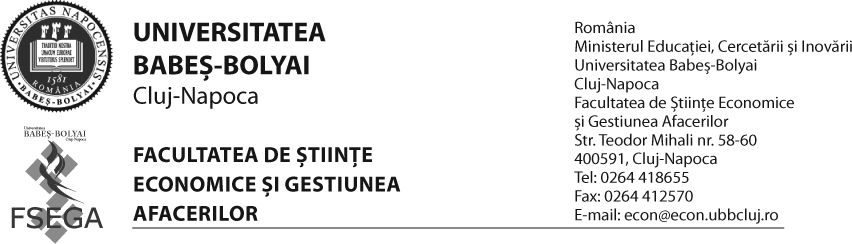 UNIVERSITAS NAPOCENSIS
TRADITIO NOSTRA
UNACUM EUROPAE
VIRTUTIBUS SPLENDET
1581
ROMÂNIA
BABEȘ-BOLYAI
UNIVERSITATEA
BABEȘ-BOLYAI
Cluj-Napoca
Universitatea
BABEȘ-BOLYAI
Cluj-Napoca
FSEGA
FACULTATEA DE ȘTIINȚE
ECONOMICE ȘI GESTIUNEA
AFACERILOR
România
Ministerul Educației, Cercetării și Inovării
Universitatea Babeș-Bolyai
Cluj-Napoca
Facultatea de Științe Economice
și Gestiunea Afacerilor
Str. Teodor Mihali nr. 58-60
400591, Cluj-Napoca
Tel: 0264 418655
Fax: 0264 412570
E-mail: econ@econ.ubbcluj.ro